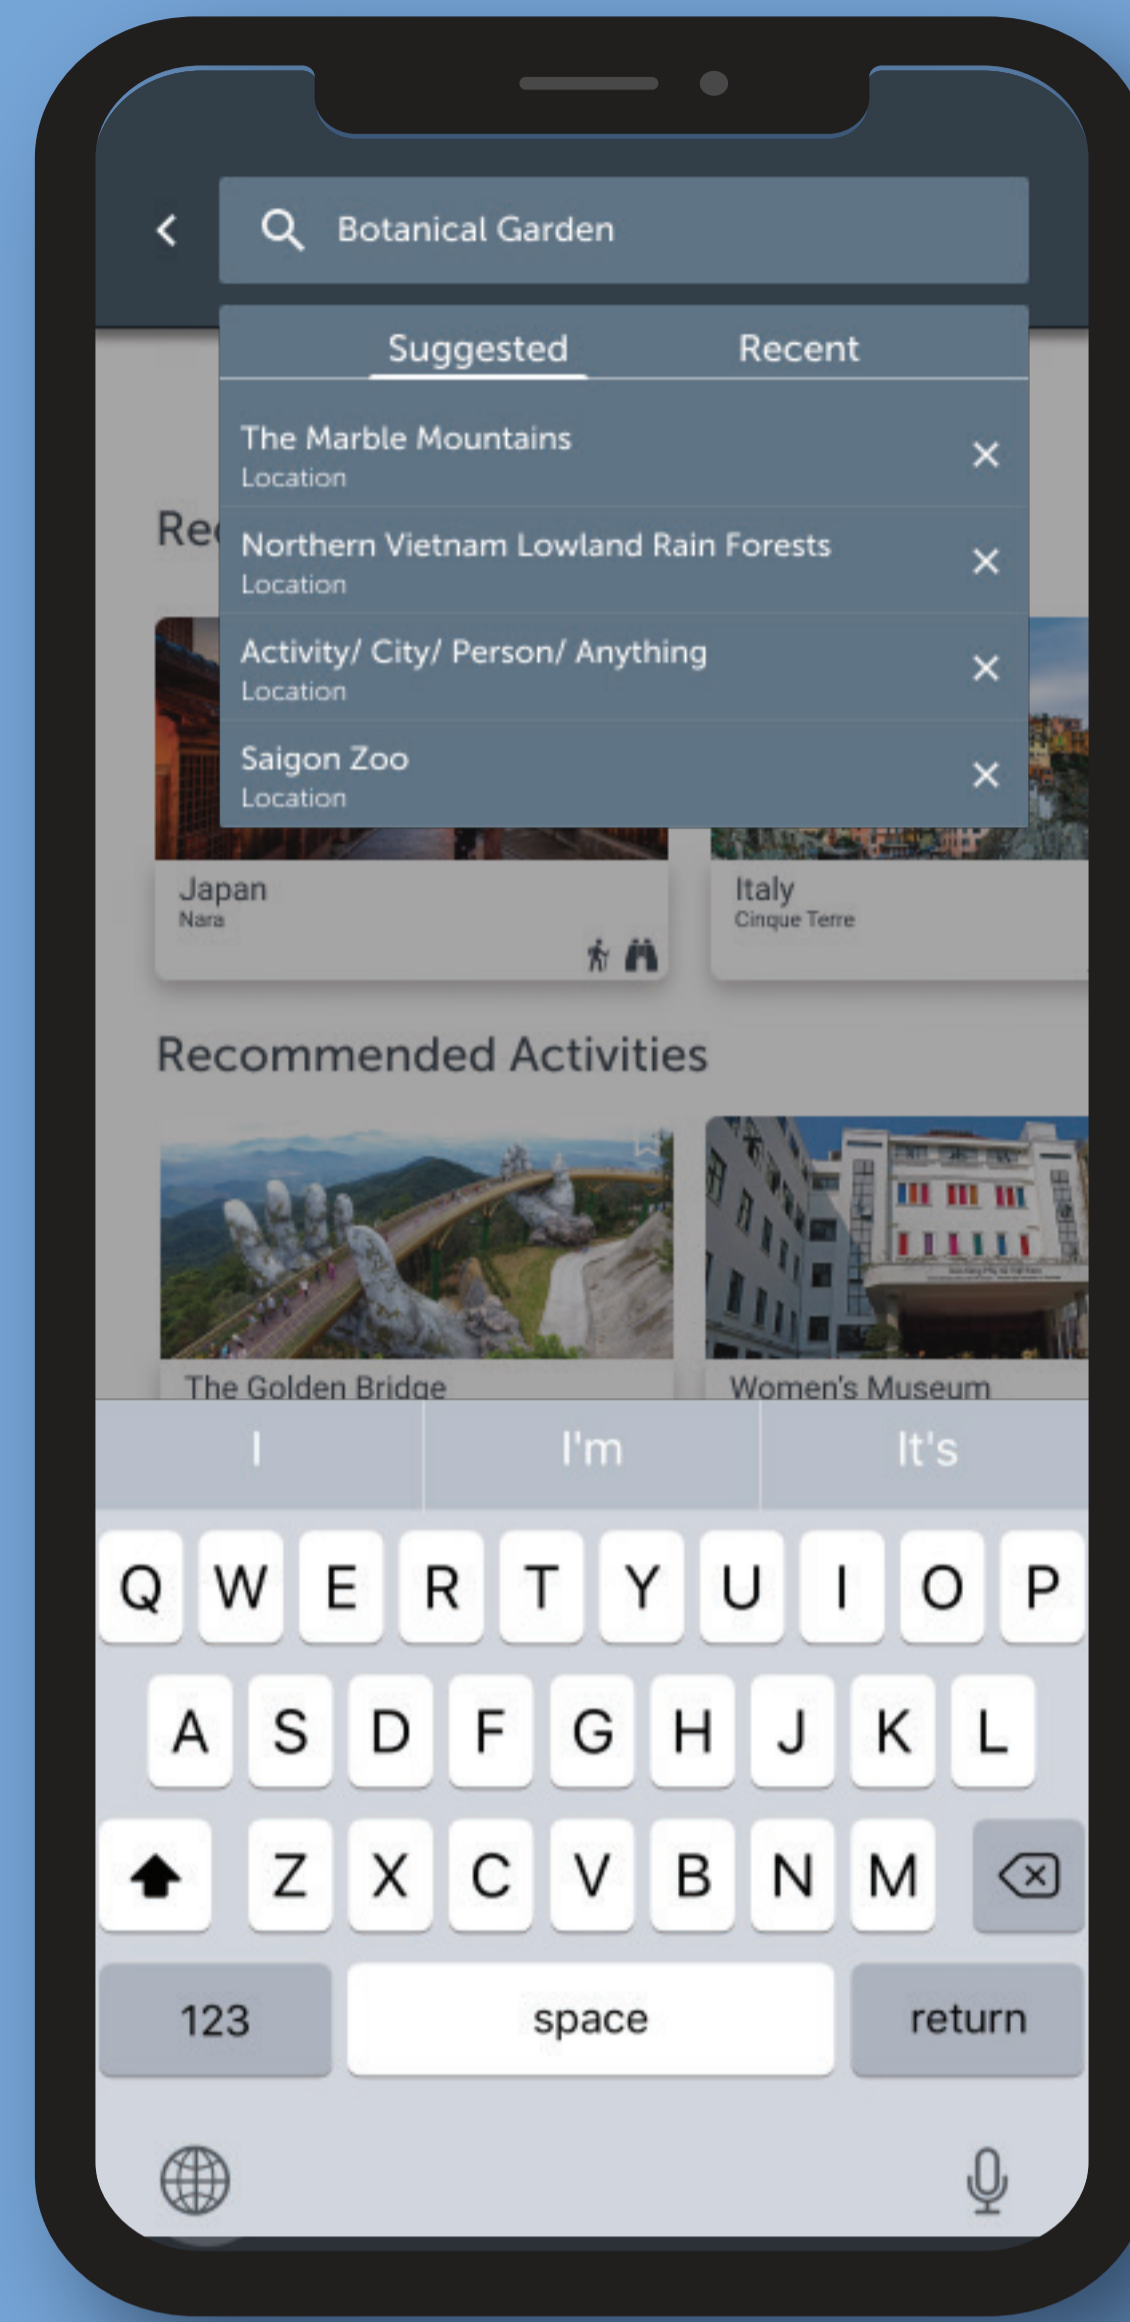 Botanical Garden
Suggested Recent
The Marble Mountains
Location
Northern Vietnam Lowland Rain Forests
Location
Activity/ City/ Person/ Anything
Location
Saigon Zoo
Location
Japan
Nara
Italy
Cinque Terre
Recommended Activities
The Golden Bridge
Women's Museum
I I'm It's
Q W E R T Y U I O P
A S D F G H J K L
Z X C V B N M
123 space return